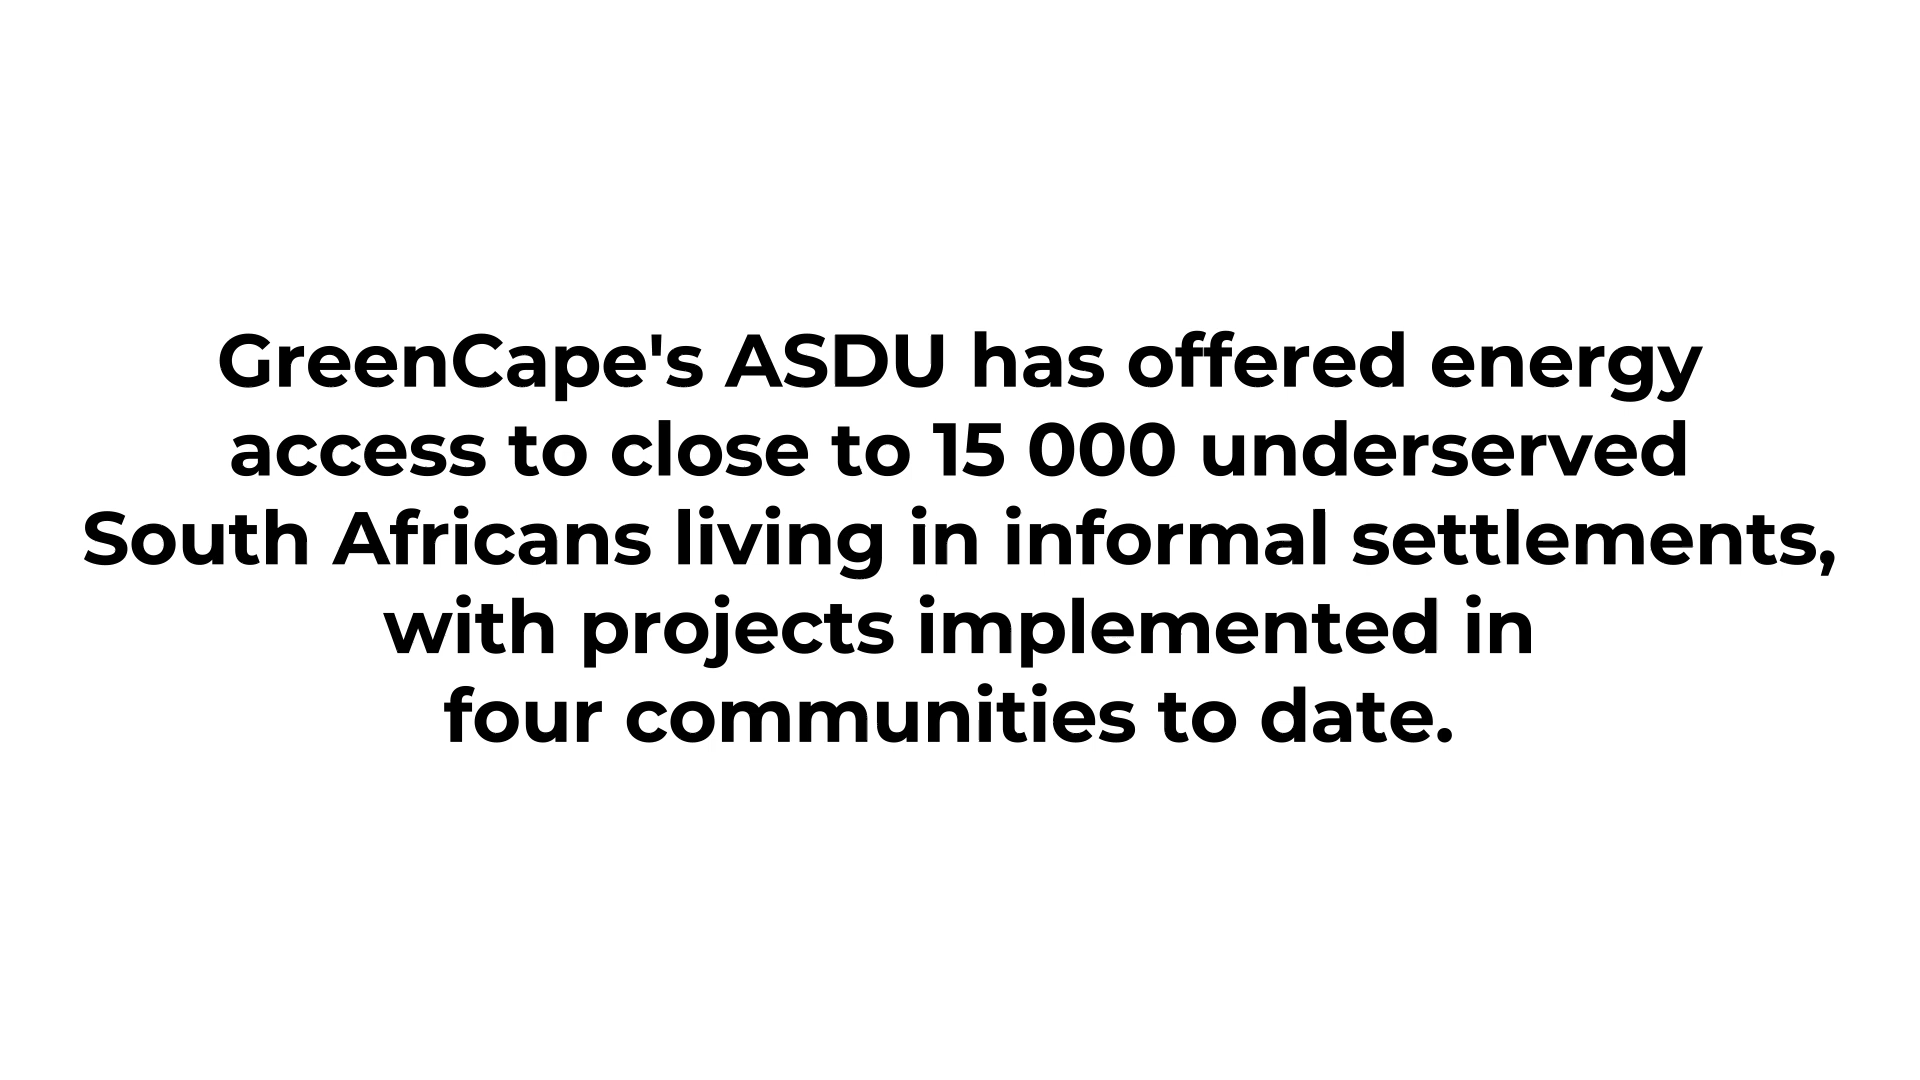 GreenCape's ASDU has offered energy
access to close to 15 000 underserved
South Africans living in informal settlements,
with projects implemented in
four communities to date.